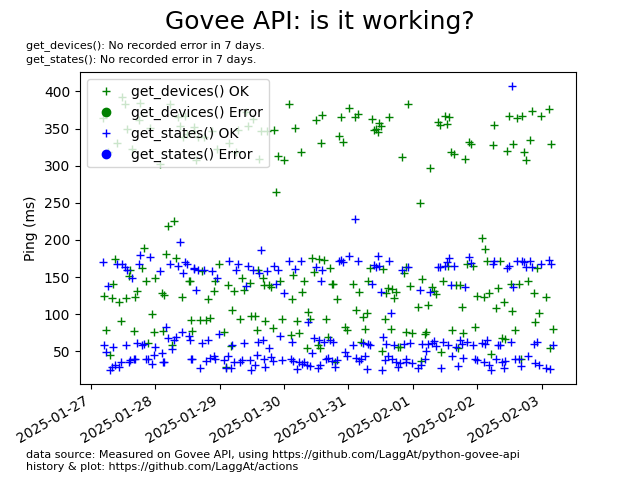 Govee API: is it working?
get_devices(): No recorded error in 7 days.
get_states(): No recorded error in 7 days.
get_devices() OK
get_devices() Error
get_states() OK
get_states() Error
Ping (ms)
400
350
300
250
200
150
100
50
2025-01-27
2025-01-28
2025-01-29
2025-01-30
2025-01-31
2025-02-01
2025-02-02
2025-02-03
data source: Measured on Govee API, using https://github.com/LaggAt/python-govee-api
history & plot: https://github.com/LaggAt/actions